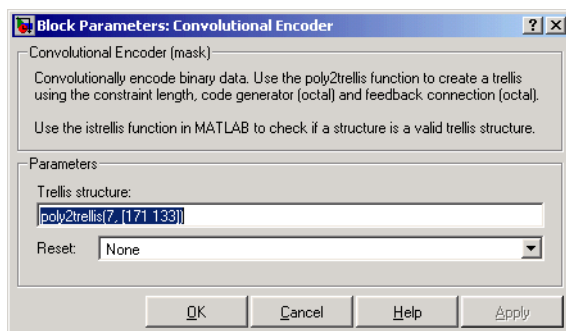 Block Parameters: Convolutional Encoder
Convolutional Encoder (mask)
Convolutionally encode binary data. Use the poly2trellis function to create a trellis
using the constraint length, code generator (octal) and feedback connection (octal).
Use the istrellis function in MATLAB to check if a structure is a valid trellis structure.
Parameters
Trellis structure:
poly2trellis(7, [171 133])
Reset: None
OK Cancel Help Apply